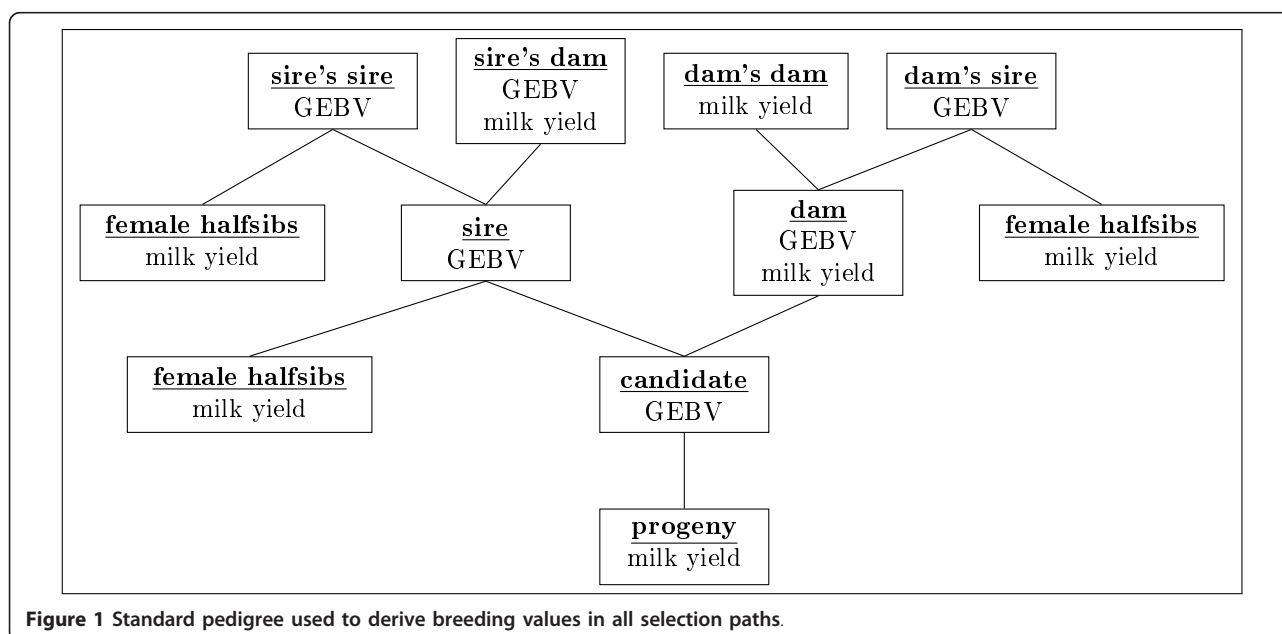 sire's sire
GEBV
sire's dam
GEBV
milk yield
dam's dam
milk yield
dam's sire
GEBV
female halfsibs
milk yield
sire
GEBV
dam
GEBV
milk yield
female halfsibs
milk yield
female halfsibs
milk yield
candidate
GEBV
progeny
milk yield
Figure 1 Standard pedigree used to derive breeding values in all selection paths.